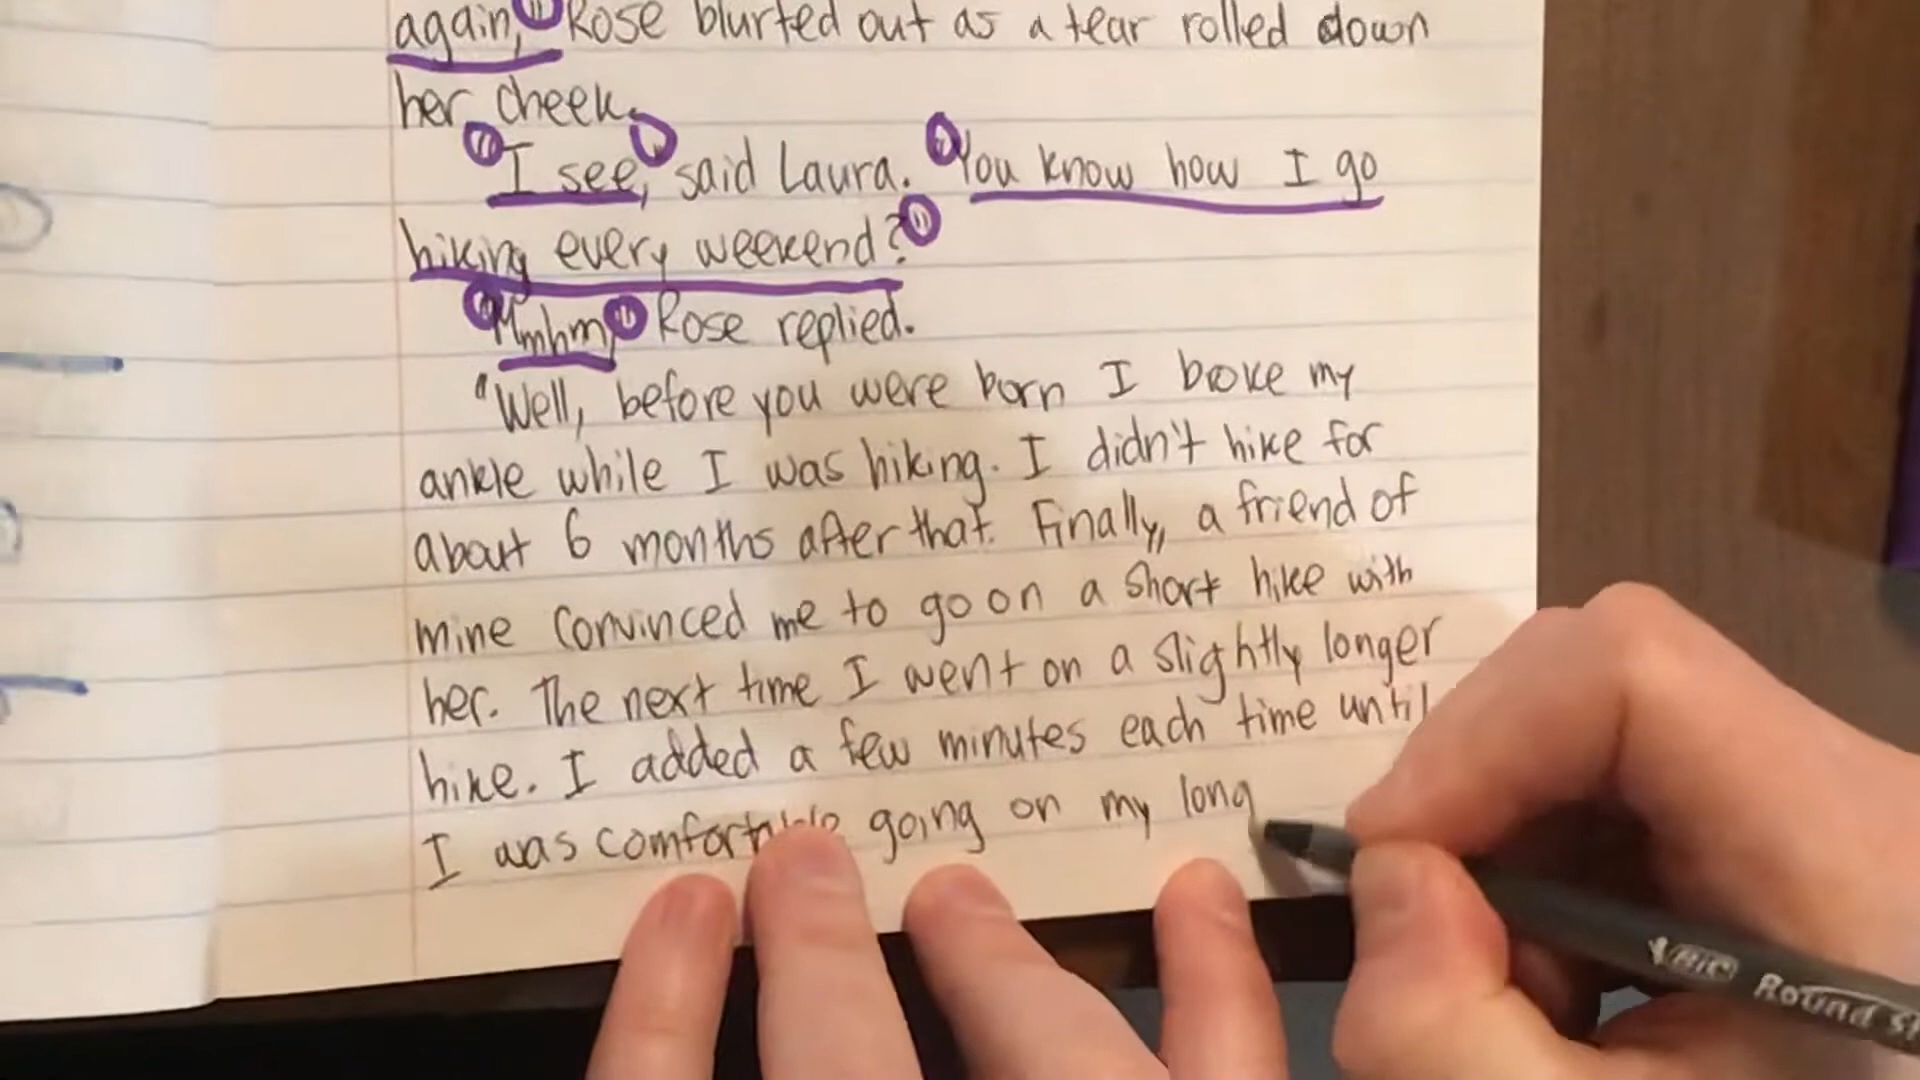 again," Rose blurted out as a tear rolled down
her cheek.
"I see," said Laura. "You know how I go
hiking every weekend?"
"Mmhm," Rose replied.
"Well, before you were born I broke my
ankle while I was hiking. I didn't hike for
about 6 months after that. Finally, a friend of
mine convinced me to go on a short hike with
her. The next time I went on a slightly longer
hike. I added a few minutes each time until
I was comfortable going on my long
BIC Round